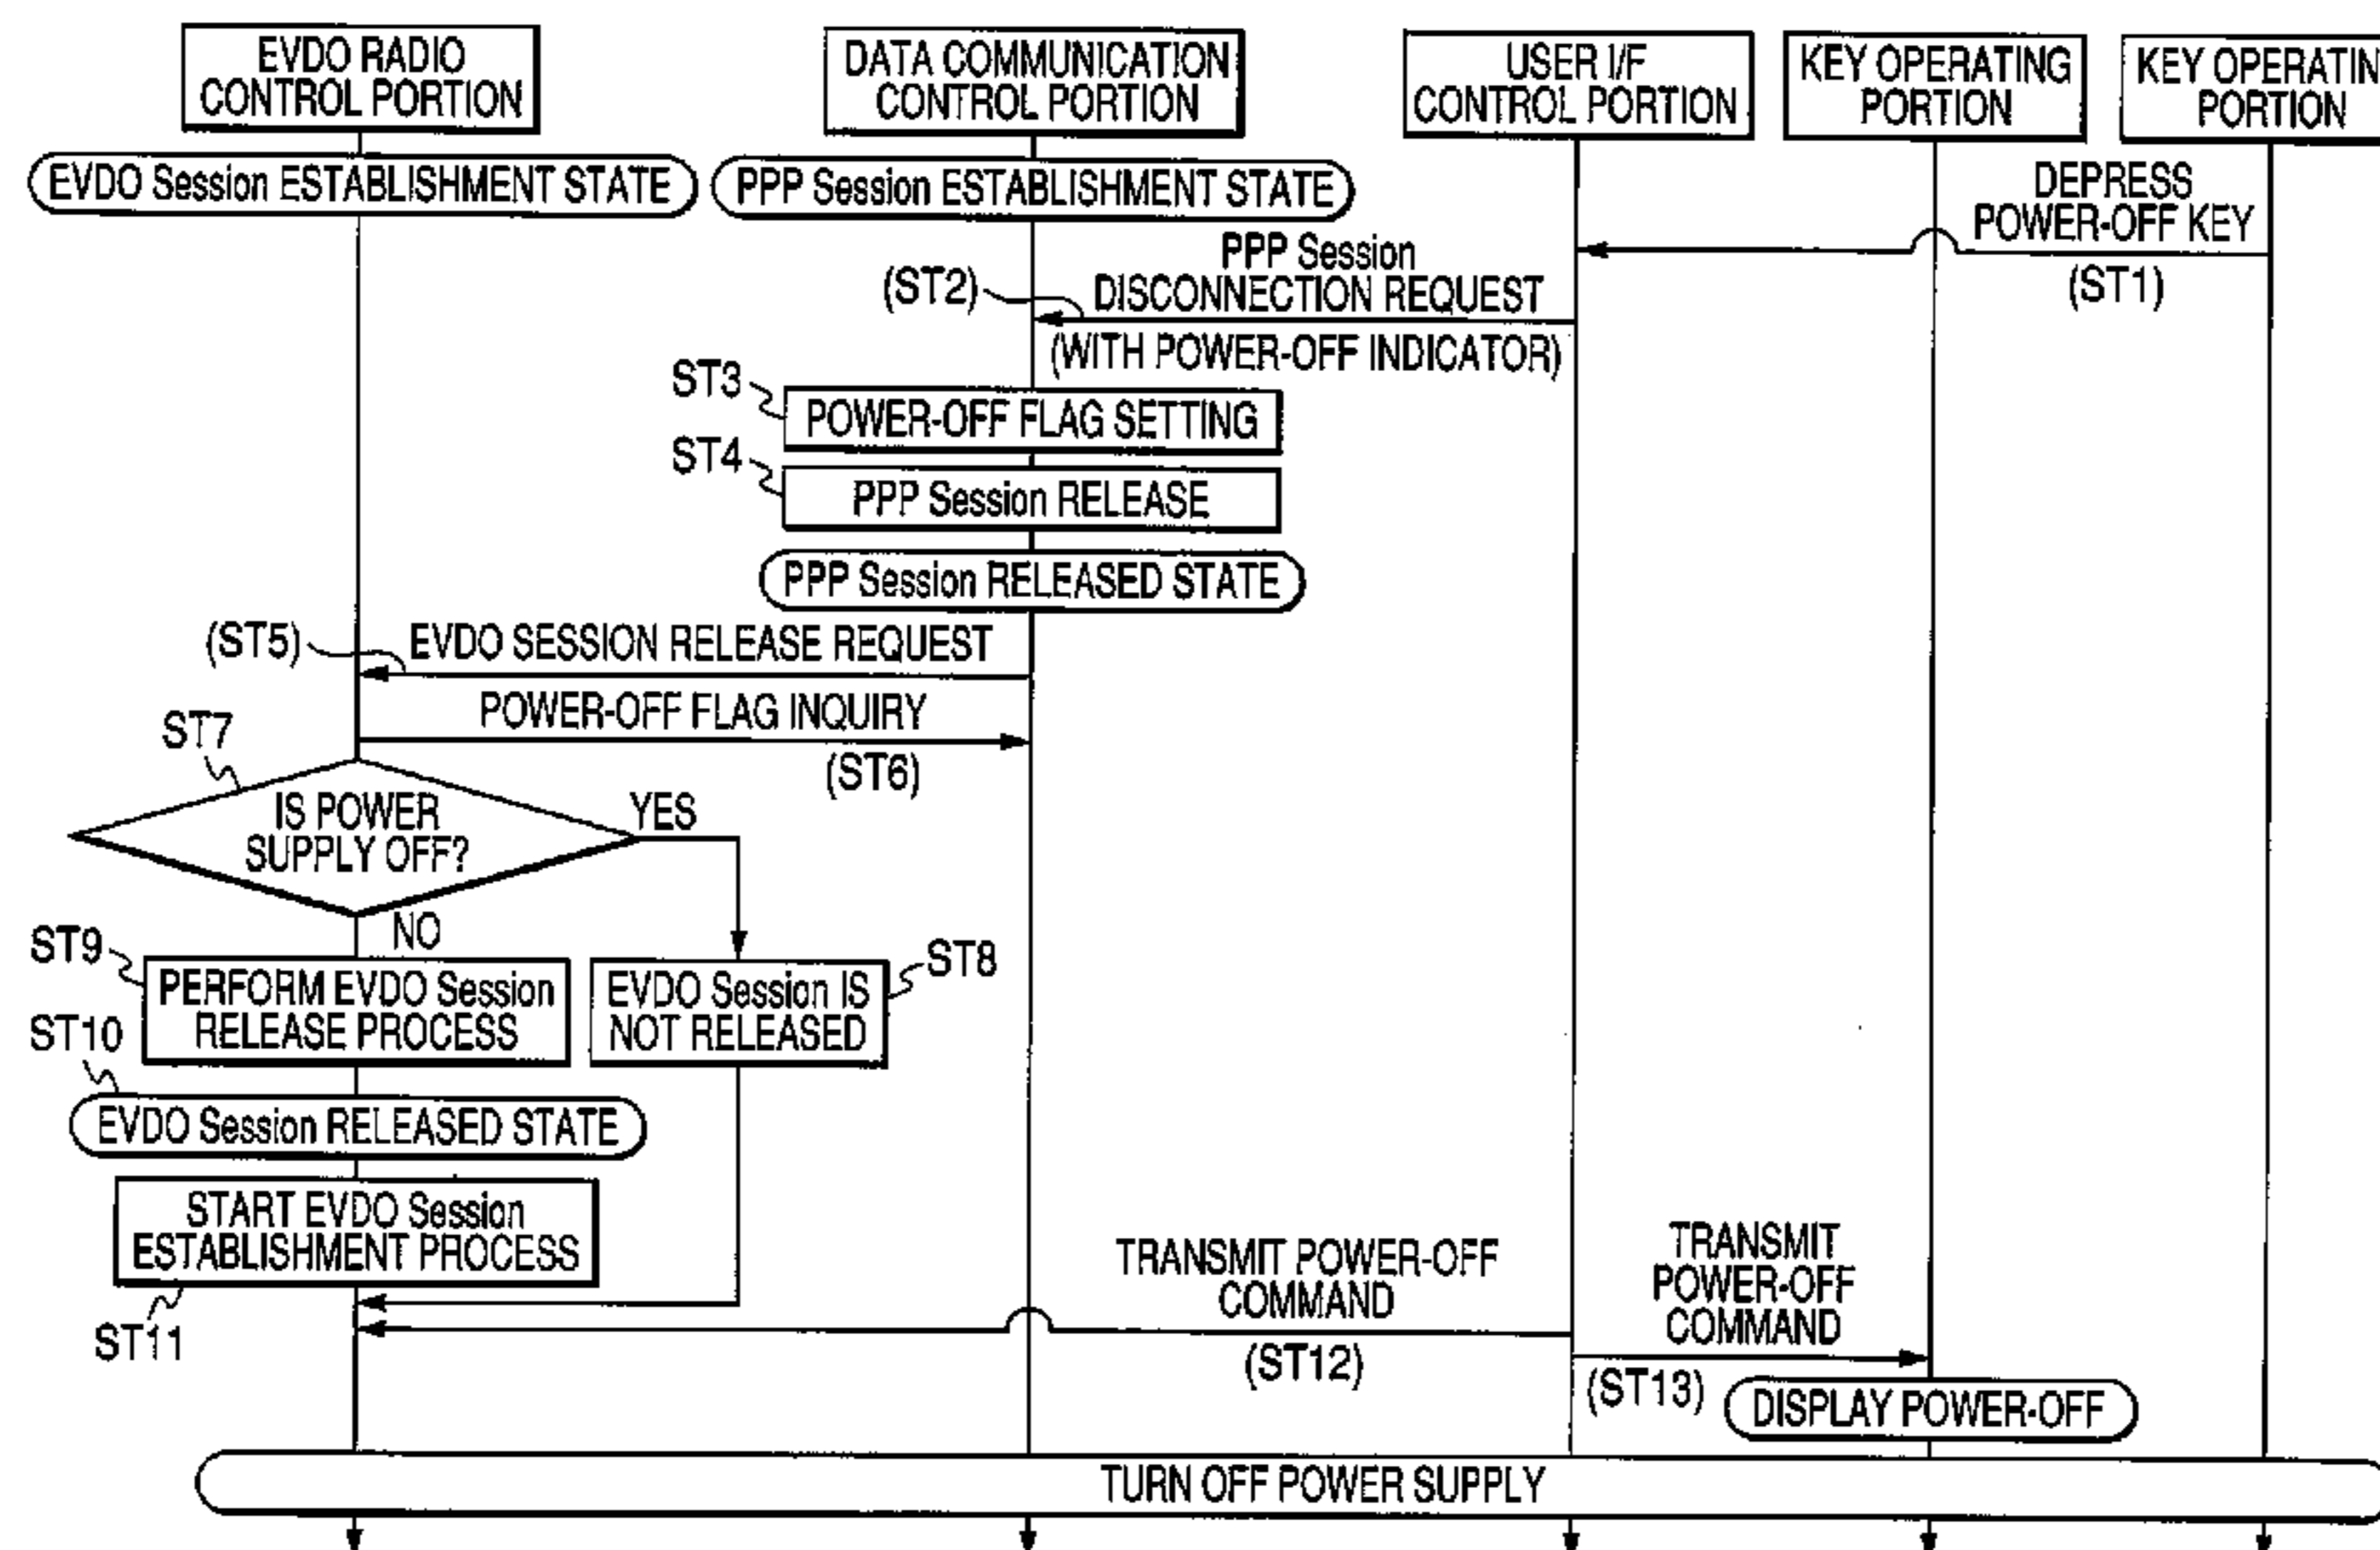 EVDO RADIO
CONTROL PORTION
DATA COMMUNICATION
CONTROL PORTION
USER I/F
CONTROL PORTION
KEY OPERATING
PORTION
KEY OPERATIN
PORTION
EVDO Session ESTABLISHMENT STATE
PPP Session ESTABLISHMENT STATE
DEPRESS
POWER-OFF KEY
(ST1)
PPP Session
DISCONNECTION REQUEST
(ST2)
(WITH POWER-OFF INDICATOR)
ST3
POWER-OFF FLAG SETTING
ST4
PPP Session RELEASE
PPP Session RELEASED STATE
(ST5)
EVDO SESSION RELEASE REQUEST
POWER-OFF FLAG INQUIRY
(ST6)
ST7
IS POWER
SUPPLY OFF?
YES
NO
ST9
PERFORM EVDO Session
RELEASE PROCESS
EVDO Session IS
NOT RELEASED
ST8
ST10
EVDO Session RELEASED STATE
START EVDO Session
ESTABLISHMENT PROCESS
ST11
TRANSMIT POWER-OFF
COMMAND
(ST12)
TRANSMIT
POWER-OFF
COMMAND
(ST13)
DISPLAY POWER-OFF
TURN OFF POWER SUPPLY